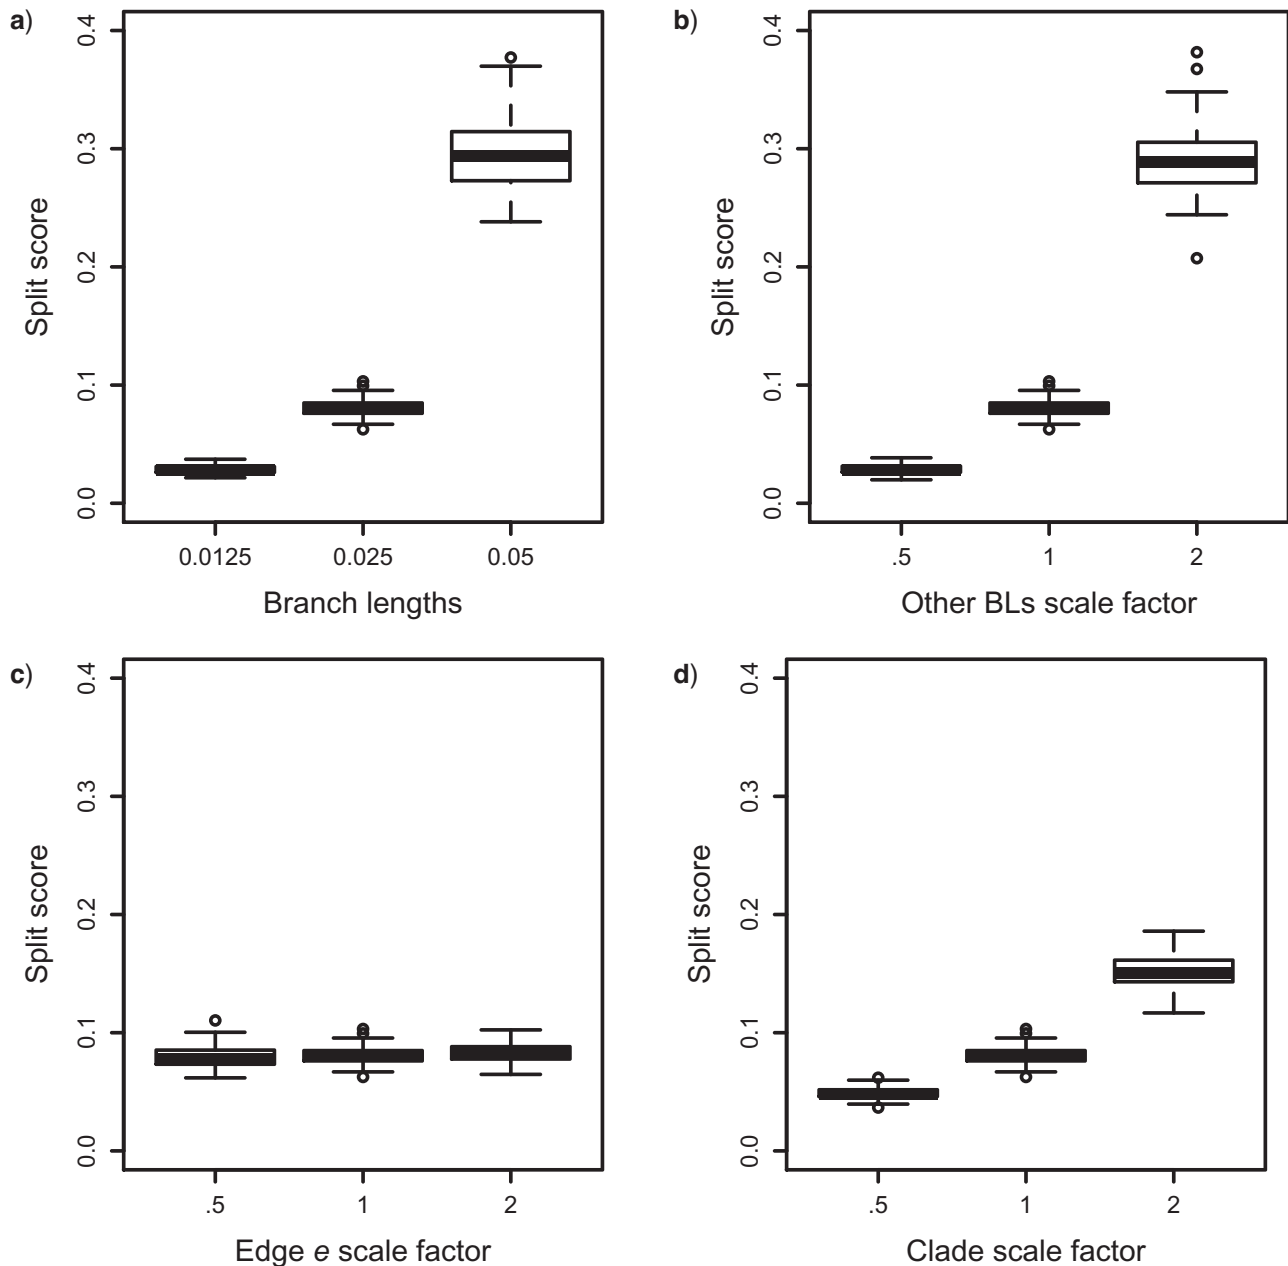 a)
0.4
0.3
0.2
0.1
0.0
Split score
0.0125 0.025 0.05
Branch lengths
b)
0.4
0.3
0.2
0.1
0.0
Split score
.5 1 2
Other BLs scale factor
c)
0.4
0.3
0.2
0.1
0.0
Split score
.5 1 2
Edge e scale factor
d)
0.4
0.3
0.2
0.1
0.0
Split score
.5 1 2
Clade scale factor